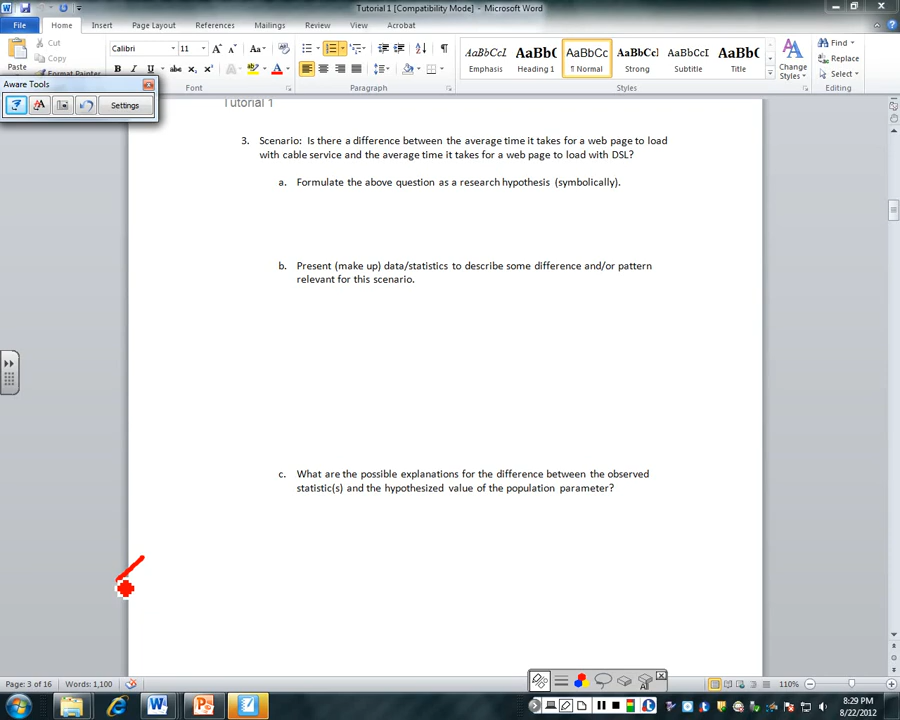 Tutorial 1 [Compatibility Mode] - Microsoft Word
File Home Insert Page Layout References Mailings Review View Acrobat
Cut
Copy
Format Painter
Paste
Calibri 11
AaBbCcI AaBb( AaBbCc AaBbCcl AaBbCc AaBb(
Emphasis Heading 1 ¶ Normal Strong Subtitle Title
Change Styles
Find
Replace
Select
Font Paragraph Styles Editing
Aware Tools
Settings
Tutorial 1
3. Scenario: Is there a difference between the average time it takes for a web page to load
with cable service and the average time it takes for a web page to load with DSL?
a. Formulate the above question as a research hypothesis (symbolically).
b. Present (make up) data/statistics to describe some difference and/or pattern
relevant for this scenario.
c. What are the possible explanations for the difference between the observed
statistic(s) and the hypothesized value of the population parameter?
All
Page: 3 of 16 Words: 1,100
110%
8:29 PM
8/22/2012